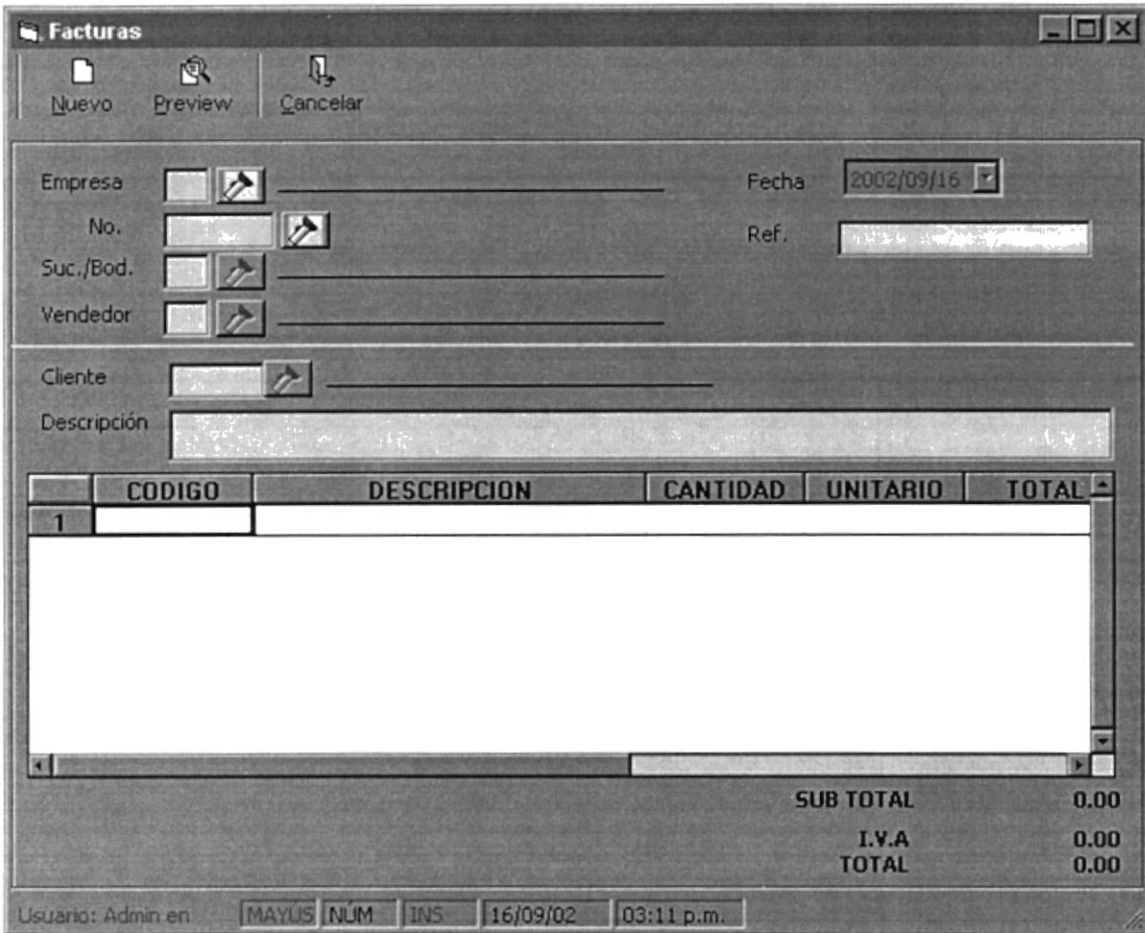 Facturas
Nuevo Preview Cancelar
Empresa Fecha 2002/09/16
No. Ref.
Suc./Bod.
Vendedor
Cliente
Descripción
CODIGO DESCRIPCION CANTIDAD UNITARIO TOTAL
1
SUB TOTAL 0.00
I.V.A 0.00
TOTAL 0.00
Usuario: Admin en MAYÚS NÚM INS 16/09/02 03:11 p.m.